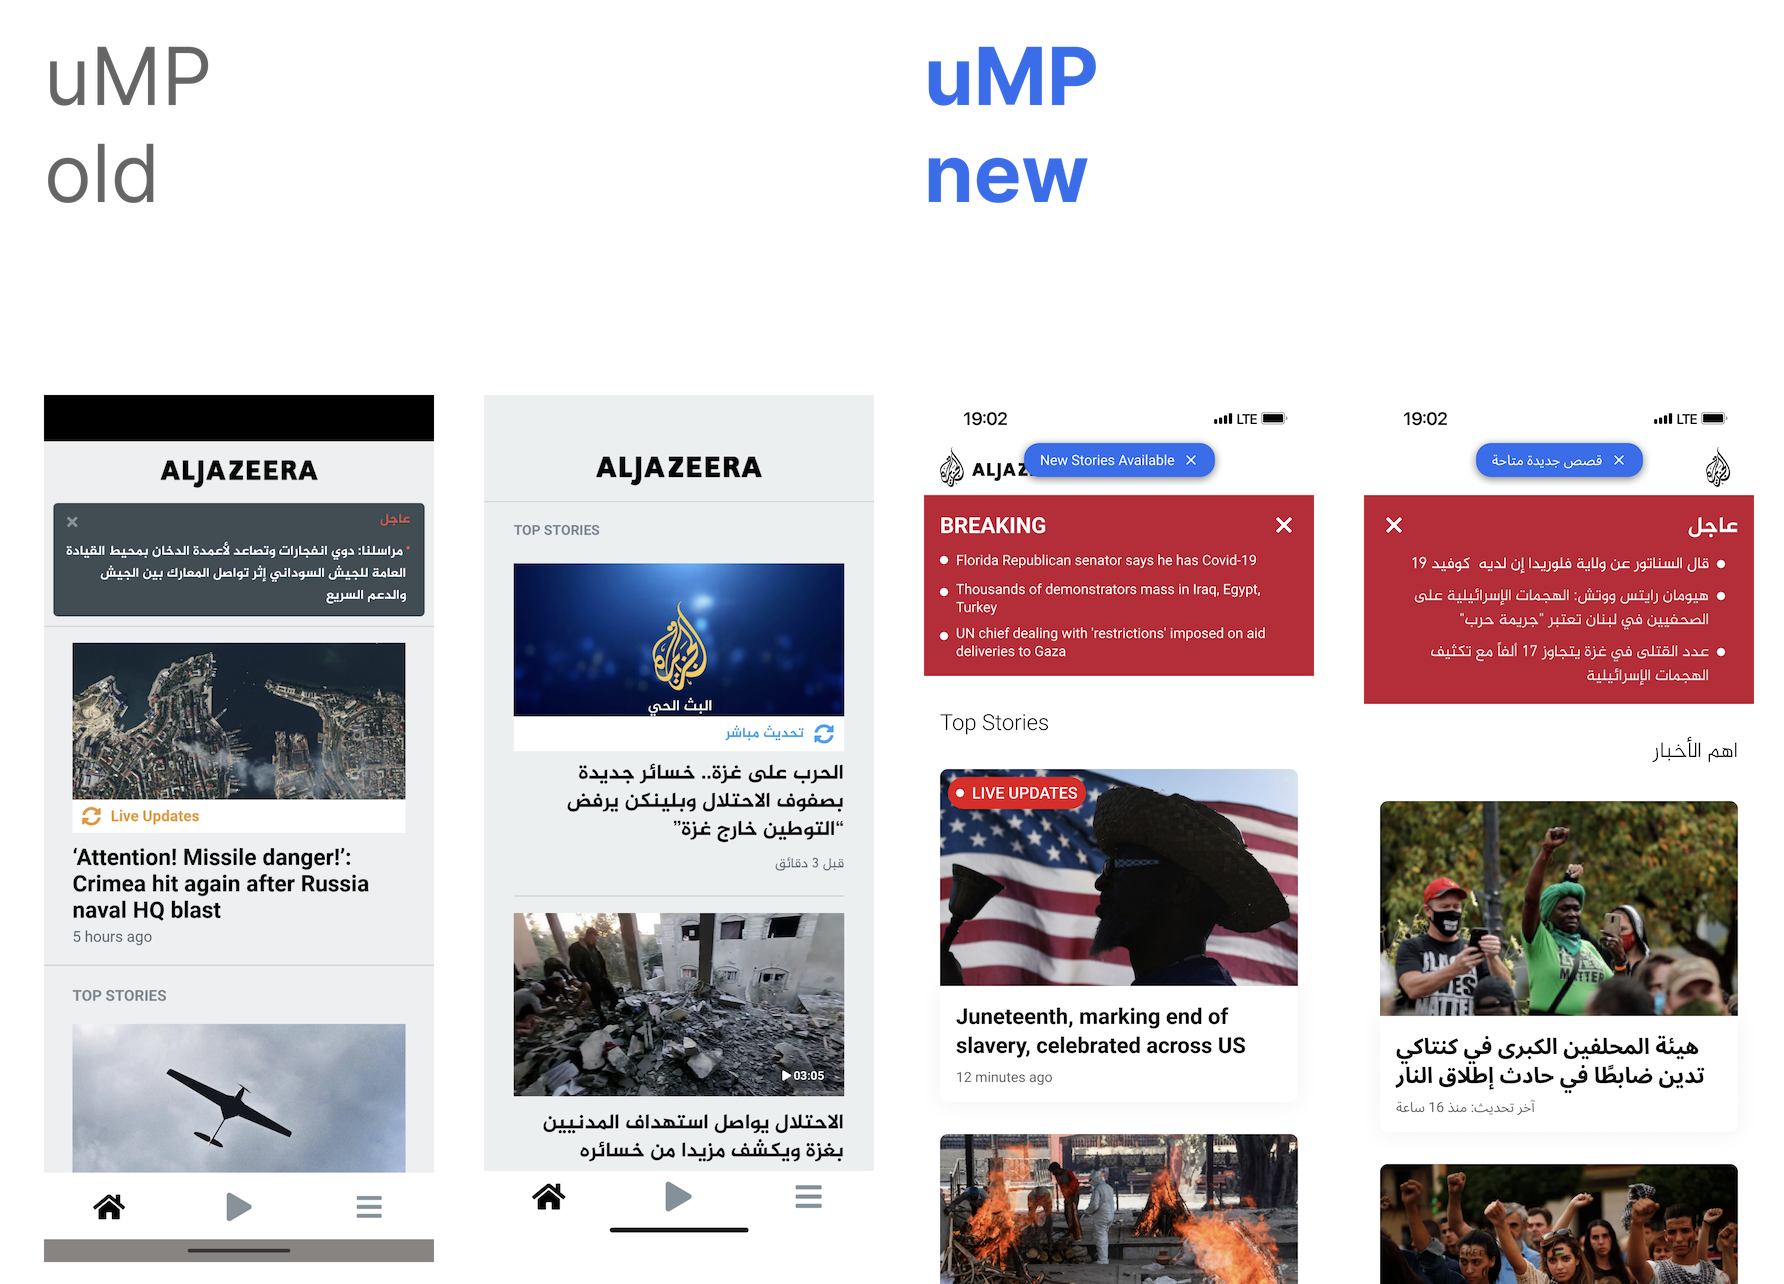 uMP
old
uMP
new
ALJAZEERA
عاجل
مراسلنا: دوي انفجارات وتصاعد لأعمدة الدخان بمحيط القيادة
العامة للجيش السوداني إثر تواصل المعارك بين الجيش
والدعم السريع
Live Updates
‘Attention! Missile danger!’:
Crimea hit again after Russia
naval HQ blast
5 hours ago
TOP STORIES
ALJAZEERA
TOP STORIES
الجزيرة
البث الحي
تحديث مباشر
الحرب على غزة.. خسائر جديدة
بصفوف الاحتلال وبلينكن يرفض
“التوطين خارج غزة”
قبل 3 دقائق
03:05
الاحتلال يواصل استهداف المدنيين
بغزة ويكشف مزيدا من خسائره
19:02
LTE
ALJAZ
New Stories Available
BREAKING
Florida Republican senator says he has Covid-19
Thousands of demonstrators mass in Iraq, Egypt,
Turkey
UN chief dealing with 'restrictions' imposed on aid
deliveries to Gaza
Top Stories
LIVE UPDATES
Juneteenth, marking end of
slavery, celebrated across US
12 minutes ago
19:02
LTE
قصص جديدة متاحة
عاجل
قال السناتور عن ولاية فلوريدا إن لديه كوفيد 19
هيومان رايتس ووتش: الهجمات الإسرائيلية على
الصحفيين في لبنان تعتبر "جريمة حرب"
عدد القتلى في غزة يتجاوز 17 ألفاً مع تكثيف
الهجمات الإسرائيلية
اهم الأخبار
BLACK
LIVES
MATTER
MATTER
هيئة المحلفين الكبرى في كنتاكي
تدين ضابطًا في حادث إطلاق النار
آخر تحديث: منذ 16 ساعة